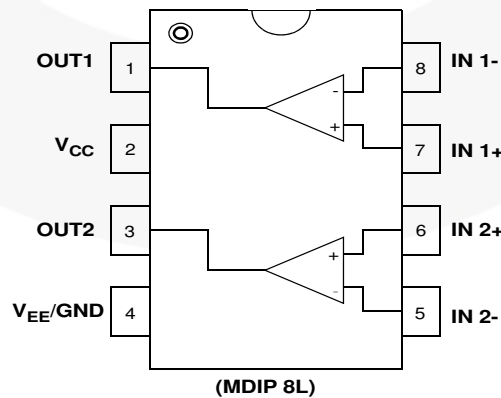 OUT1 1 - 8 IN 1-
+
VCC 2 7 IN 1+
OUT2 3 + 6 IN 2+
-
VEE/GND 4 5 IN 2-
(MDIP 8L)